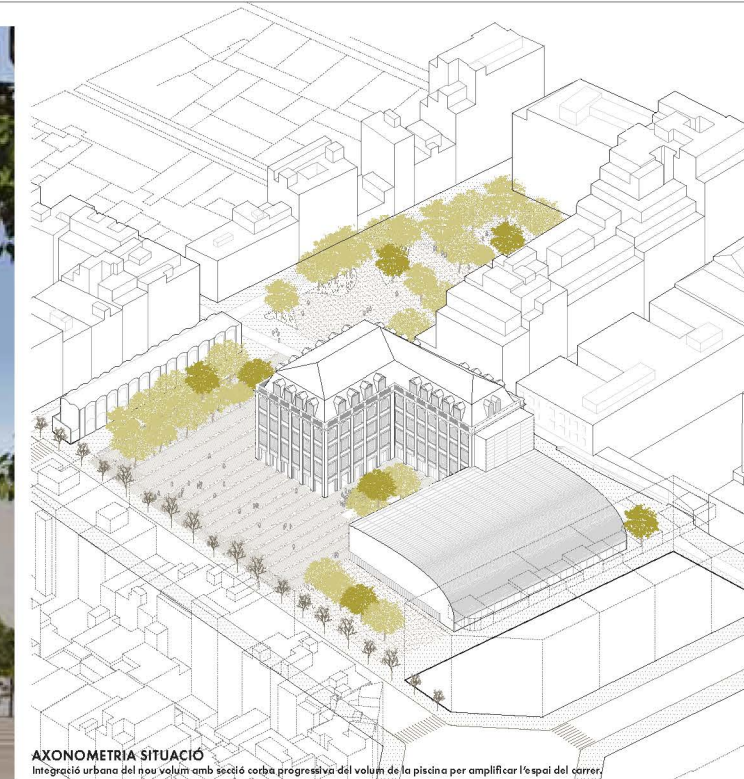 AXONOMETRIA SITUACIÓ
Integració urbana del nou volum amb secció corba progressiva del volum de la piscina per amplificar l'espai del carrer.